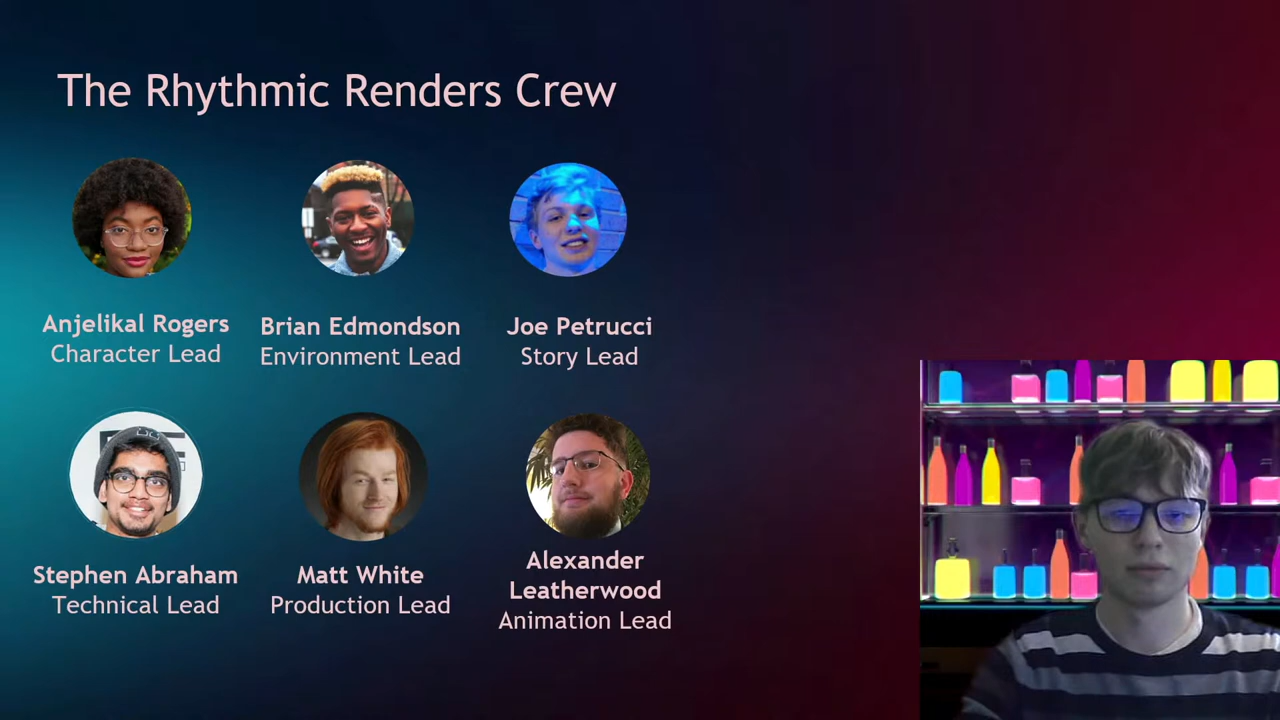 The Rhythmic Renders Crew
Anjelikal Rogers
Character Lead
Brian Edmondson
Environment Lead
Joe Petrucci
Story Lead
Stephen Abraham
Technical Lead
Matt White
Production Lead
Alexander
Leatherwood
Animation Lead